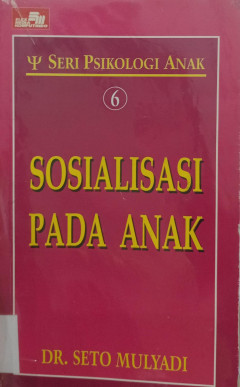 Ψ SERI PSIKOLOGI ANAK
6
SOSIALISASI
PADA ANAK
DR. SETO MULYADI